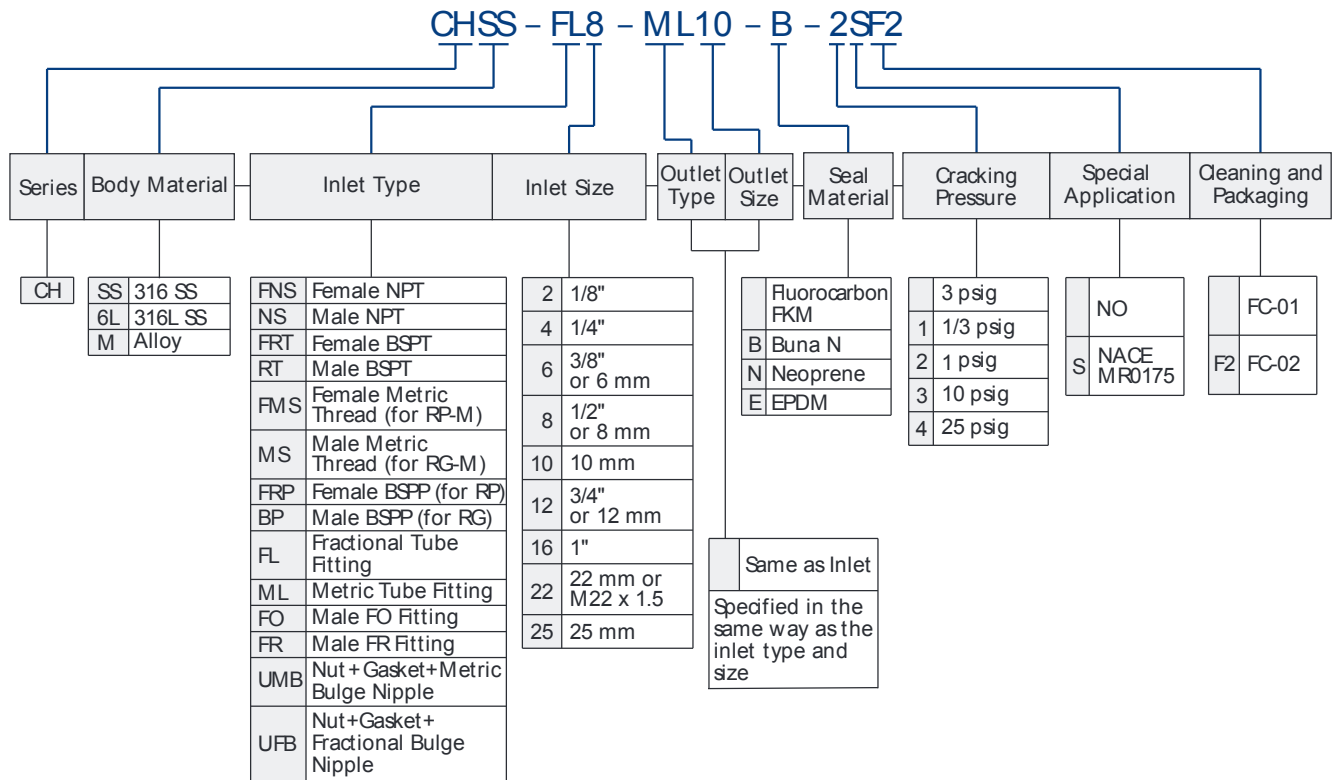 CHSS – FL8 – ML10 – B – 2SF2
Series
Body Material
Inlet Type
Inlet Size
Outlet
Type
Outlet
Size
Seal
Material
Cracking
Pressure
Special
Application
Cleaning and
Packaging
CH
SS 316 SS
6L 316L SS
M Alloy
FNS Female NPT
NS Male NPT
FRT Female BSPT
RT Male BSPT
FMS Female Metric
Thread (for RP-M)
MS Male Metric
Thread (for RG-M)
FRP Female BSPP (for RP)
BP Male BSPP (for RG)
FL Fractional Tube
Fitting
ML Metric Tube Fitting
FO Male FO Fitting
FR Male FR Fitting
UMB Nut+Gasket+Metric
Bulge Nipple
UFB Nut+Gasket+
Fractional Bulge
Nipple
2 1/8"
4 1/4"
6 3/8"
or 6 mm
8 1/2"
or 8 mm
10 10 mm
12 3/4"
or 12 mm
16 1"
22 22 mm or
M22 x 1.5
25 25 mm
Same as Inlet
Specified in the
same way as the
inlet type and
size
Fluorocarbon
FKM
B Buna N
N Neoprene
E EPDM
3 psig
1 1/3 psig
2 1 psig
3 10 psig
4 25 psig
NO
S NACE
MR0175
FC-01
F2 FC-02